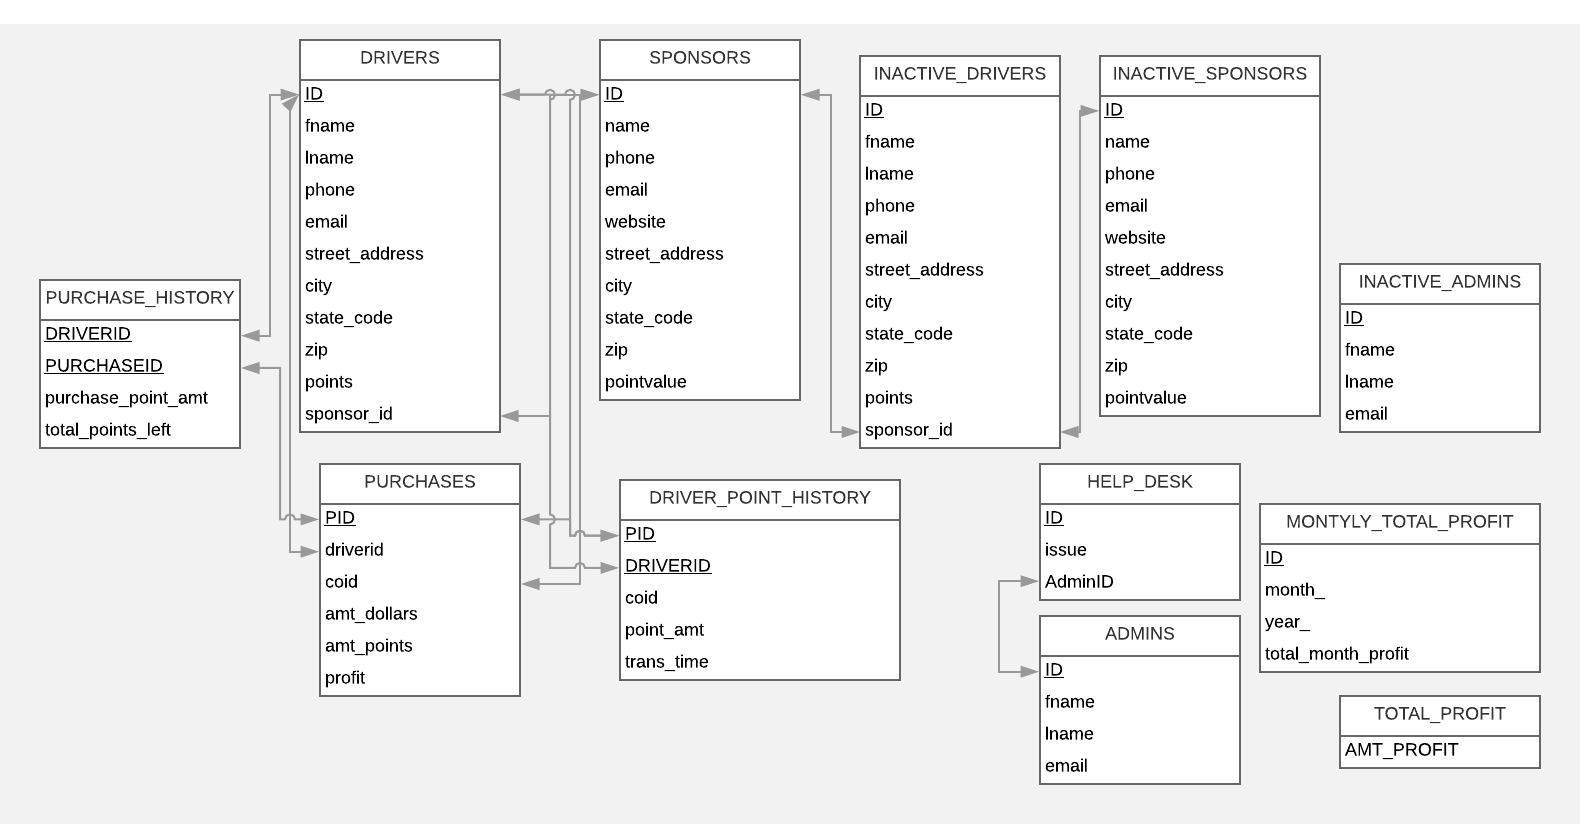 DRIVERS
ID
fname
lname
phone
email
street_address
city
state_code
zip
points
sponsor_id
SPONSORS
ID
name
phone
email
website
street_address
city
state_code
zip
pointvalue
INACTIVE_DRIVERS
ID
fname
lname
phone
email
street_address
city
state_code
zip
points
sponsor_id
INACTIVE_SPONSORS
ID
name
phone
email
website
street_address
city
state_code
zip
pointvalue
INACTIVE_ADMINS
ID
fname
lname
email
PURCHASE_HISTORY
DRIVERID
PURCHASEID
purchase_point_amt
total_points_left
PURCHASES
PID
driverid
coid
amt_dollars
amt_points
profit
DRIVER_POINT_HISTORY
PID
DRIVERID
coid
point_amt
trans_time
HELP_DESK
ID
issue
AdminID
ADMINS
ID
fname
lname
email
MONTYLY_TOTAL_PROFIT
ID
month_
year_
total_month_profit
TOTAL_PROFIT
AMT_PROFIT